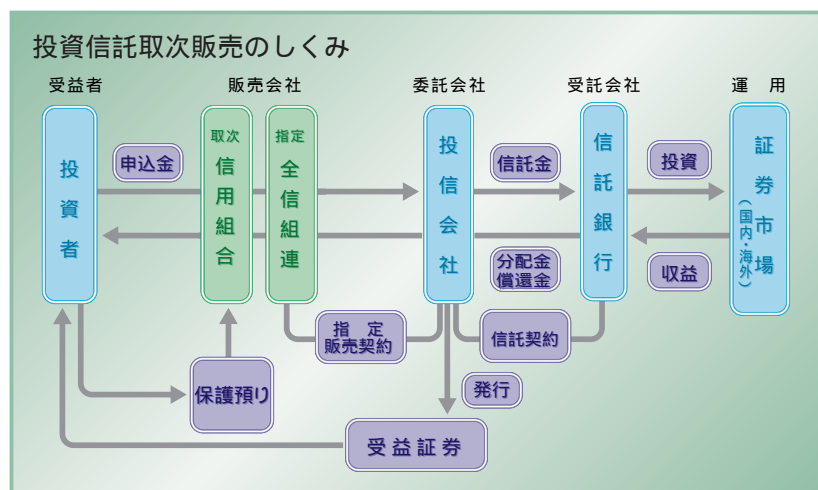 投資信託取次販売のしくみ
受益者
販売会社
委託会社
受託会社
運 用
投資者
申込金
取次
信用組合
指定
全信組連
投信会社
信託金
信託銀行
投資
証券市場
(国内・海外)
分配金
償還金
収益
指 定
販売契約
信託契約
保護預り
発行
受益証券